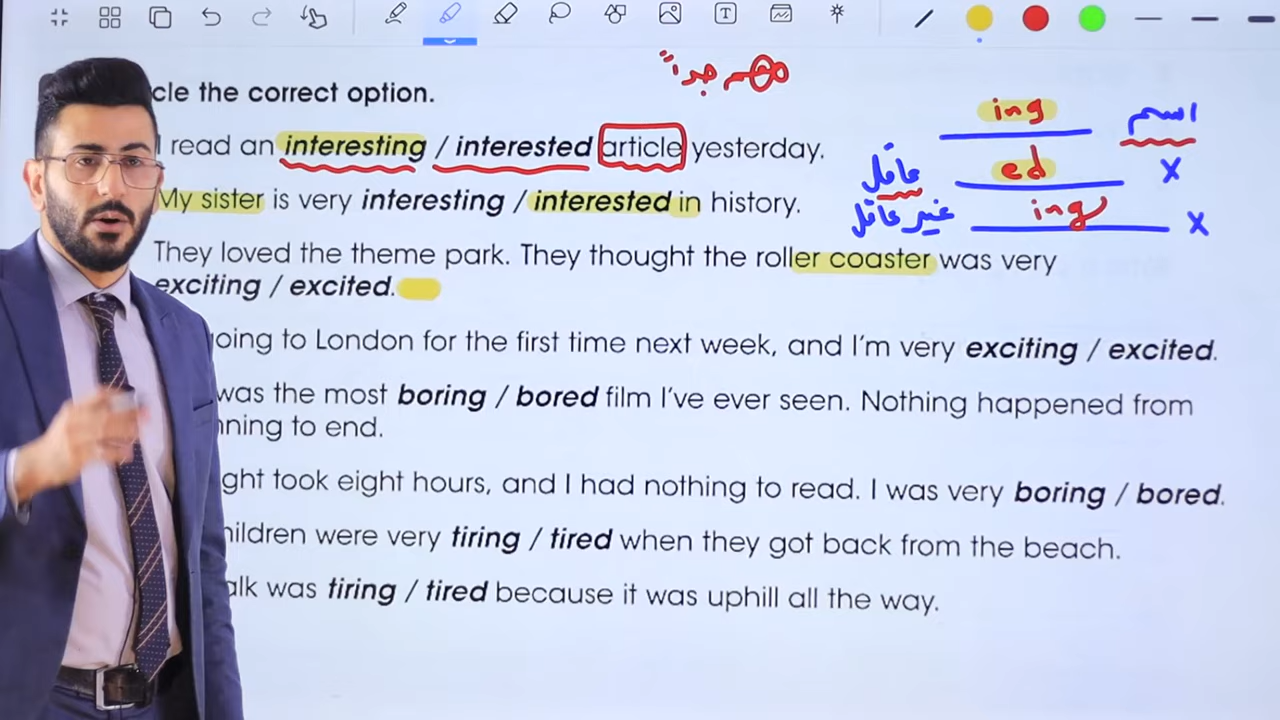 مهم جداً
cle the correct option.
ing اسم
I read an interesting / interested article yesterday.
عاقل ed x
My sister is very interesting / interested in history.
غير عاقل ing x
They loved the theme park. They thought the roller coaster was very
exciting / excited.
going to London for the first time next week, and I'm very exciting / excited.
was the most boring / bored film I've ever seen. Nothing happened from
nning to end.
ght took eight hours, and I had nothing to read. I was very boring / bored.
hildren were very tiring / tired when they got back from the beach.
alk was tiring / tired because it was uphill all the way.